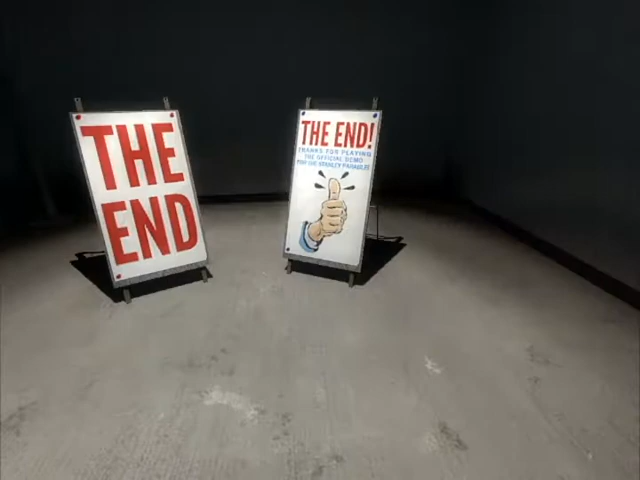 THE
END
THE END!
THANKS FOR PLAYING
THE OFFICIAL DEMO
FOR THE STANLEY PARABLE!